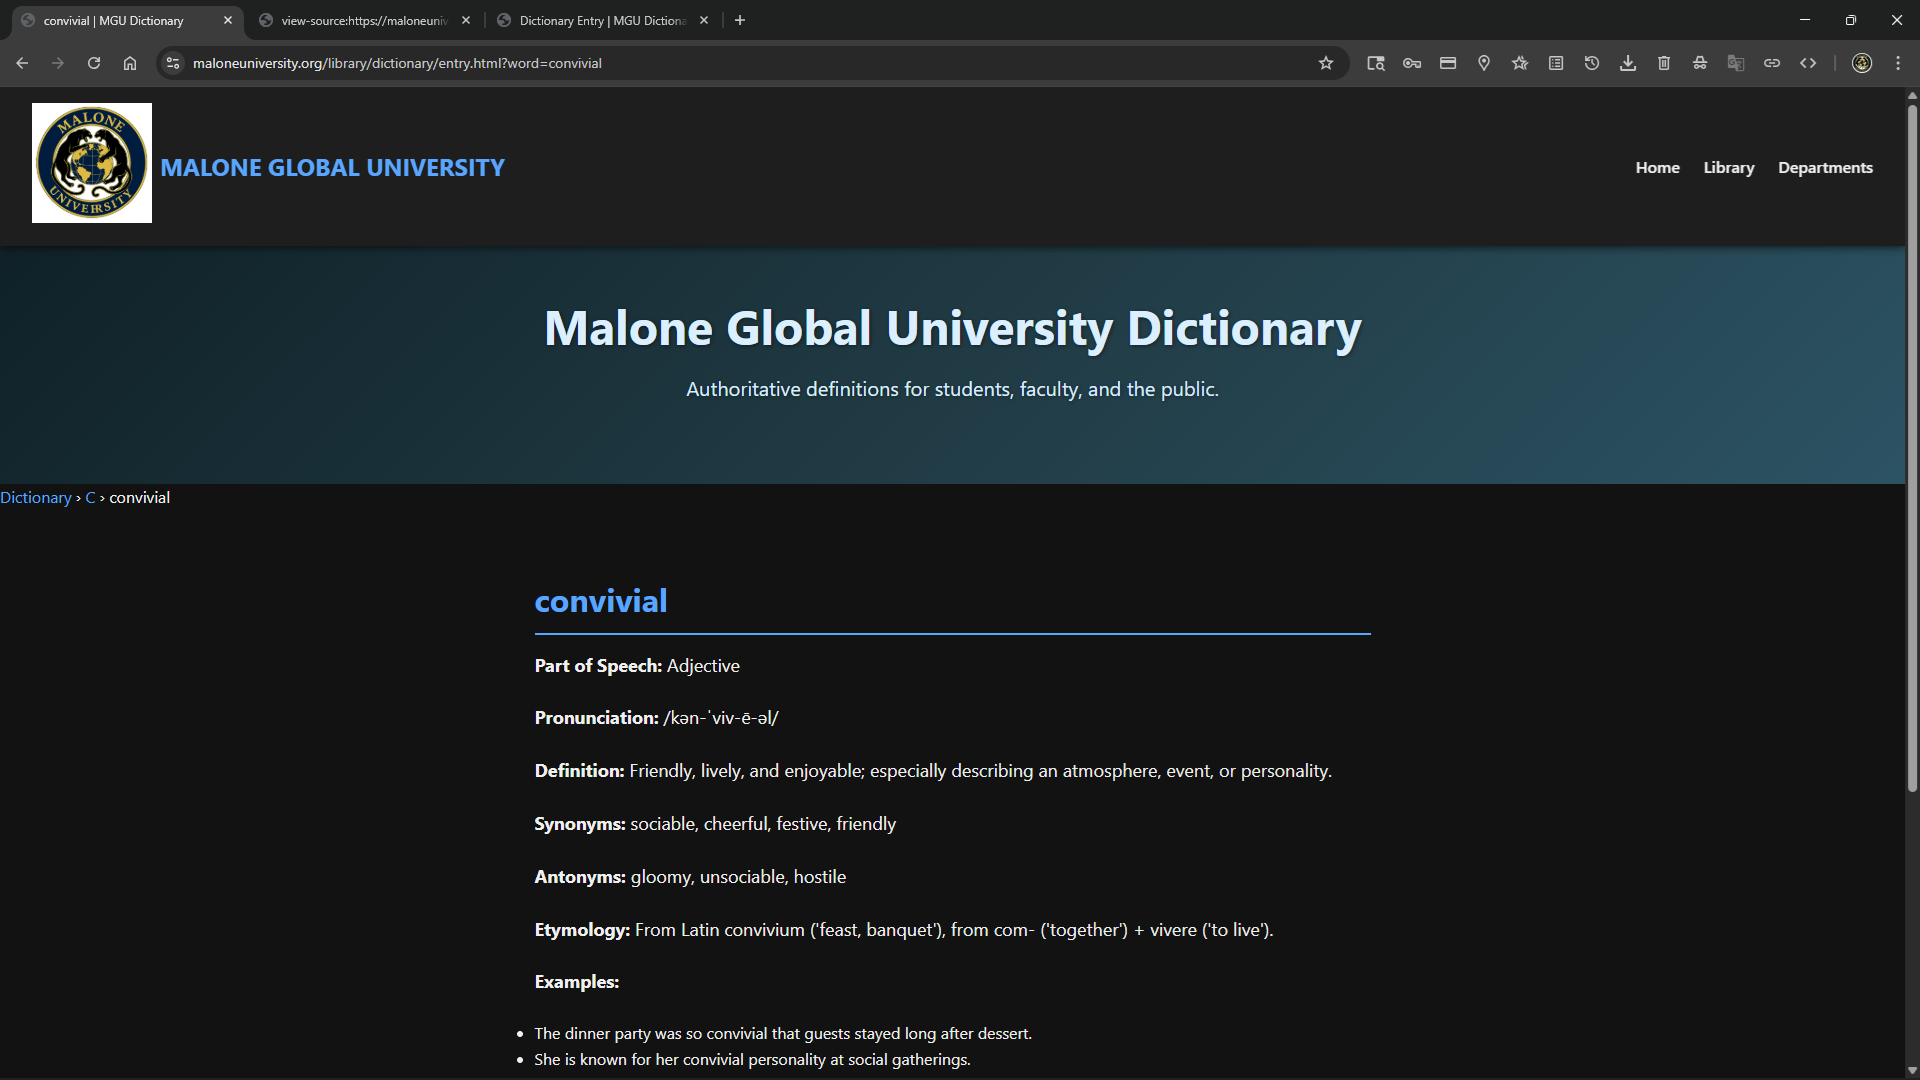 convivial | MGU Dictionary
view-source:https://maloneuniv
Dictionary Entry | MGU Dictiona
maloneuniversity.org/library/dictionary/entry.html?word=convivial
MALONE
UNIVERSITY
MALONE GLOBAL UNIVERSITY
Home Library Departments
Malone Global University Dictionary
Authoritative definitions for students, faculty, and the public.
Dictionary › C › convivial
convivial
Part of Speech: Adjective
Pronunciation: /kən-ˈviv-ē-əl/
Definition: Friendly, lively, and enjoyable; especially describing an atmosphere, event, or personality.
Synonyms: sociable, cheerful, festive, friendly
Antonyms: gloomy, unsociable, hostile
Etymology: From Latin convivium ('feast, banquet'), from com- ('together') + vivere ('to live').
Examples:
• The dinner party was so convivial that guests stayed long after dessert.
• She is known for her convivial personality at social gatherings.